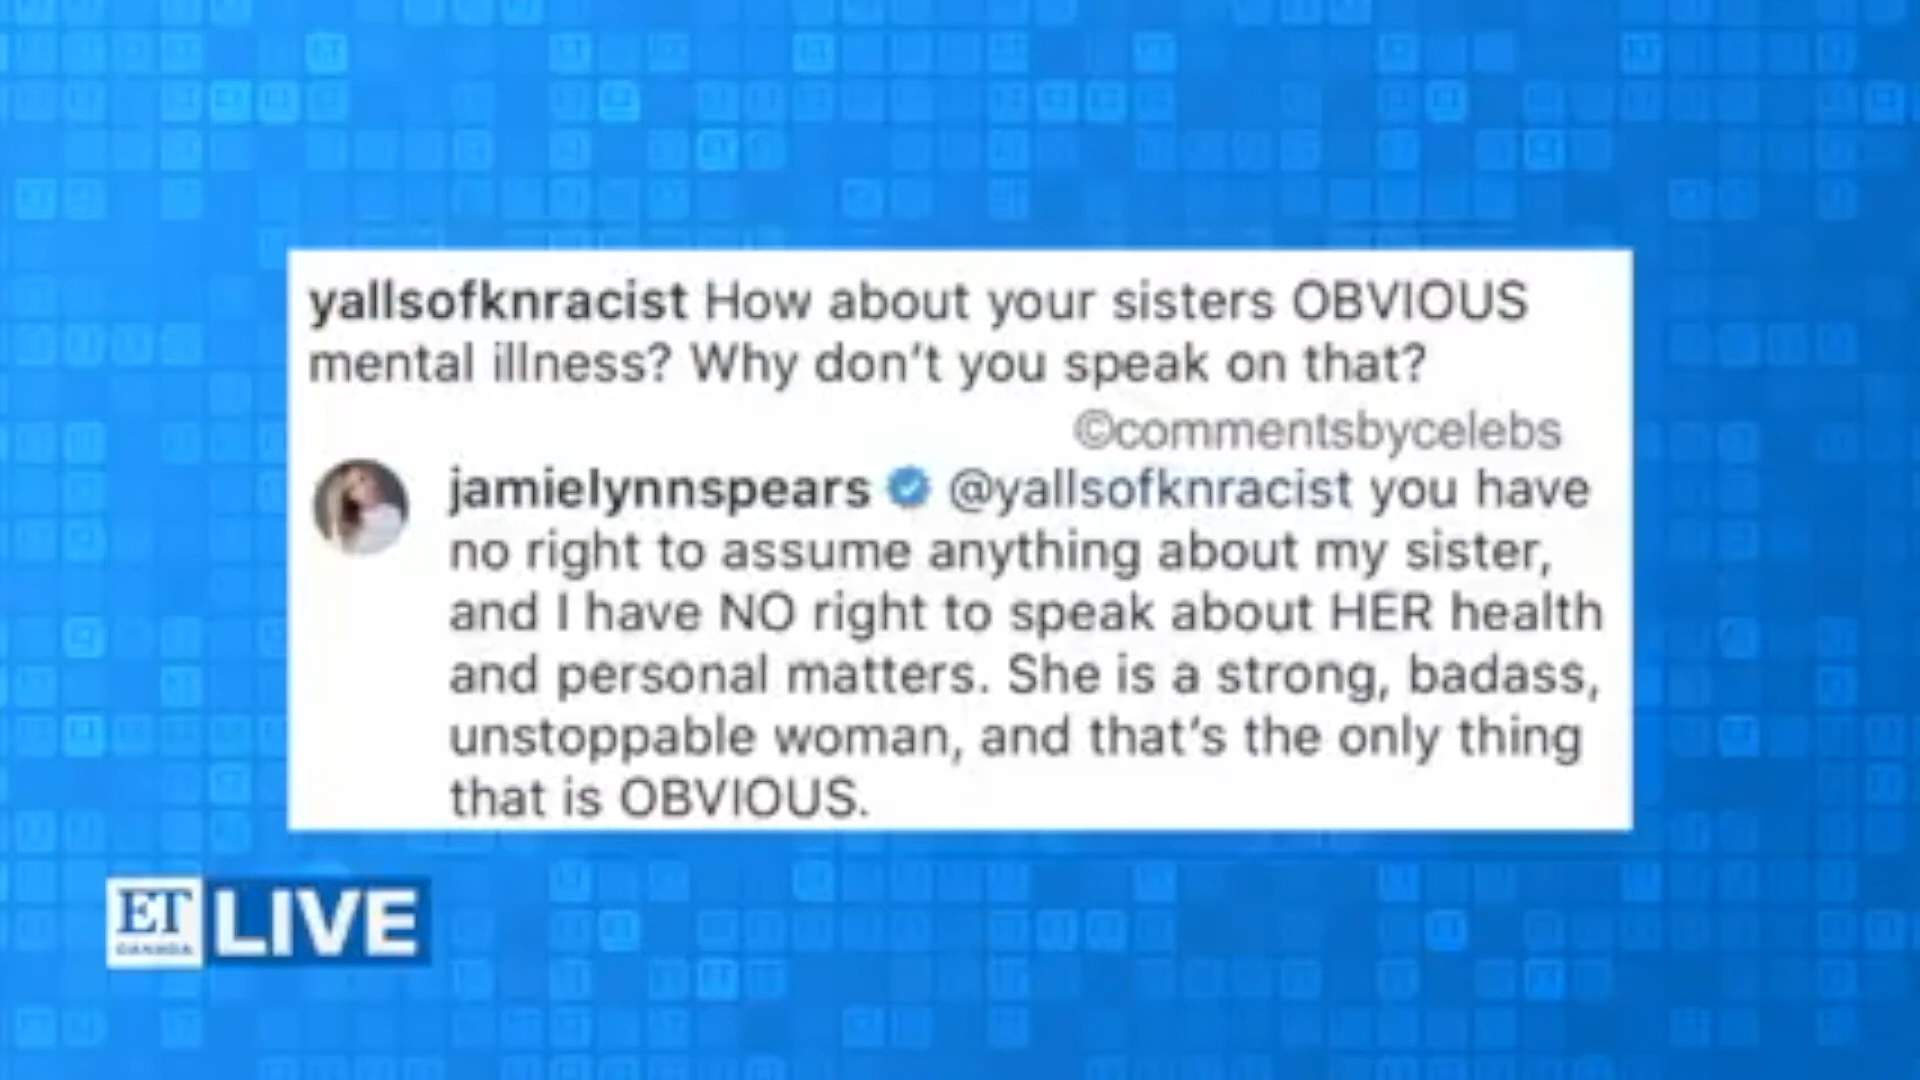 yallsofknracist How about your sisters OBVIOUS
mental illness? Why don't you speak on that?
©commentsbycelebs
jamielynnspears @yallsofknracist you have
no right to assume anything about my sister,
and I have NO right to speak about HER health
and personal matters. She is a strong, badass,
unstoppable woman, and that's the only thing
that is OBVIOUS.
ET LIVE
CANADA